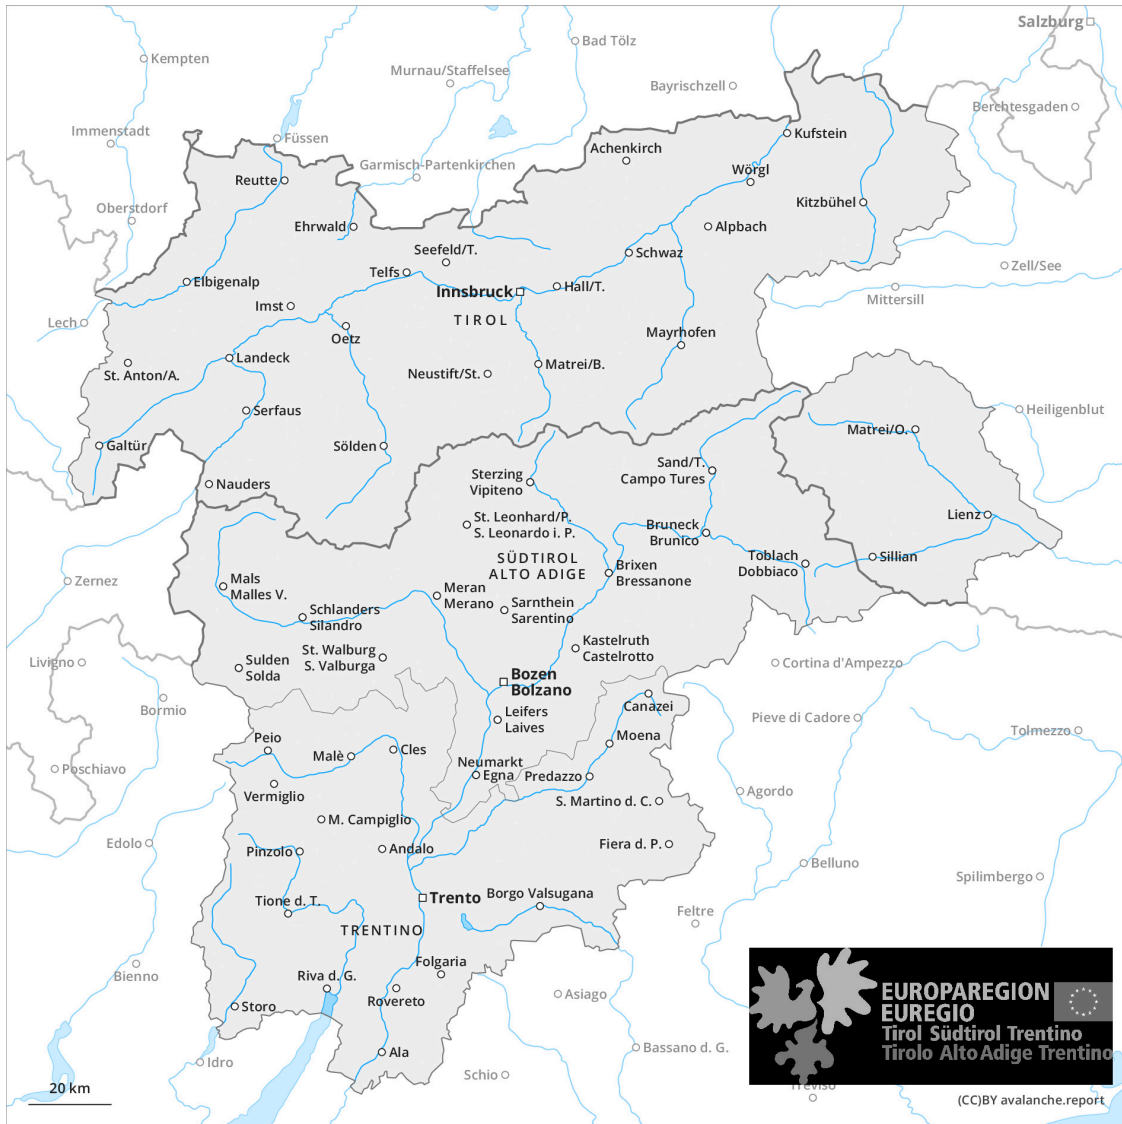 Salzburg
Bad Tölz
Kempten
Murnau/Staffelsee
Bayrischzell
Berchtesgaden
Immenstadt
Füssen
Kufstein
Achenkirch
Garmisch-Partenkirchen
Wörgl
Reutte
Oberstdorf
Kitzbühel
Ehrwald
Alpbach
Seefeld/T.
Schwaz
Telfs
Zell/See
Elbigenalp
Hall/T.
Innsbruck
Mittersill
Imst
TIROL
Lech
Oetz
Mayrhofen
Landeck
Matrei/B.
St. Anton/A.
Neustift/St.
Serfaus
Heiligenblut
Matrei/O.
Galtür
Sölden
Sterzing
Vipiteno
Sand/T.
Campo Tures
Nauders
St. Leonhard/P.
S. Leonardo i. P.
Lienz
Bruneck
Brunico
SÜDTIROL
ALTO ADIGE
Toblach
Dobbiaco
Sillian
Brixen
Bressanone
Zernez
Mals
Malles V.
Meran
Merano
Sarnthein
Sarentino
Schlanders
Silandro
Kastelruth
Castelrotto
St. Walburg
S. Valburga
Livigno
Sulden
Solda
Cortina d'Ampezzo
Bozen
Bolzano
Bormio
Canazei
Leifers
Laives
Pieve di Cadore
Tolmezzo
Peio
Moena
Malè
Cles
Neumarkt
Egna
Predazzo
Poschiavo
Vermiglio
Agordo
S. Martino d. C.
M. Campiglio
Edolo
Fiera d. P.
Pinzolo
Andalo
Belluno
Spilimbergo
Borgo Valsugana
Tione d. T.
Trento
Feltre
TRENTINO
Folgaria
Bienno
Riva d. G.
Rovereto
Asiago
Storo
EUROPAREGION
EUREGIO
Tirol Südtirol Trentino
Tirolo Alto Adige Trentino
Ala
Bassano d. G.
Idro
Schio
Treviso
20 km
(CC)BY avalanche.report